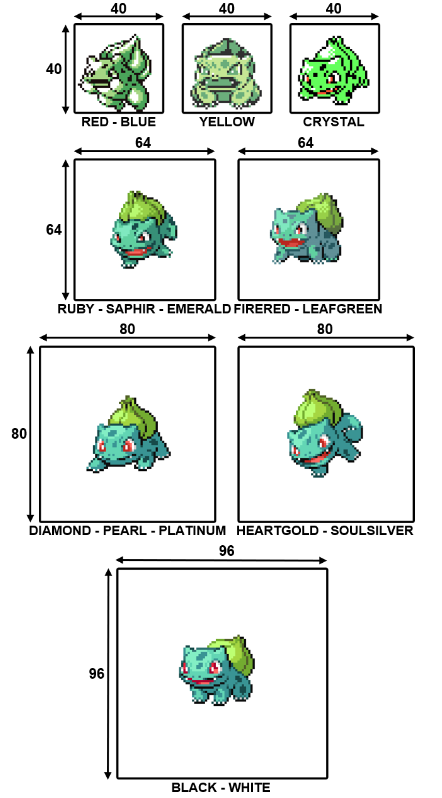 40 40 40
40
RED - BLUE YELLOW CRYSTAL
64 64
64
RUBY - SAPHIR - EMERALD FIRERED - LEAFGREEN
80 80
80
DIAMOND - PEARL - PLATINUM HEARTGOLD - SOULSILVER
96
96
BLACK - WHITE